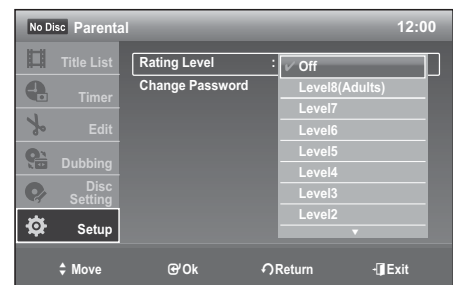 No Disc Parental 12:00
Title List
Timer
Edit
Dubbing
Disc
Setting
Setup
Rating Level :
Change Password
✔ Off
Level8(Adults)
Level7
Level6
Level5
Level4
Level3
Level2
▼
Move Ok Return Exit